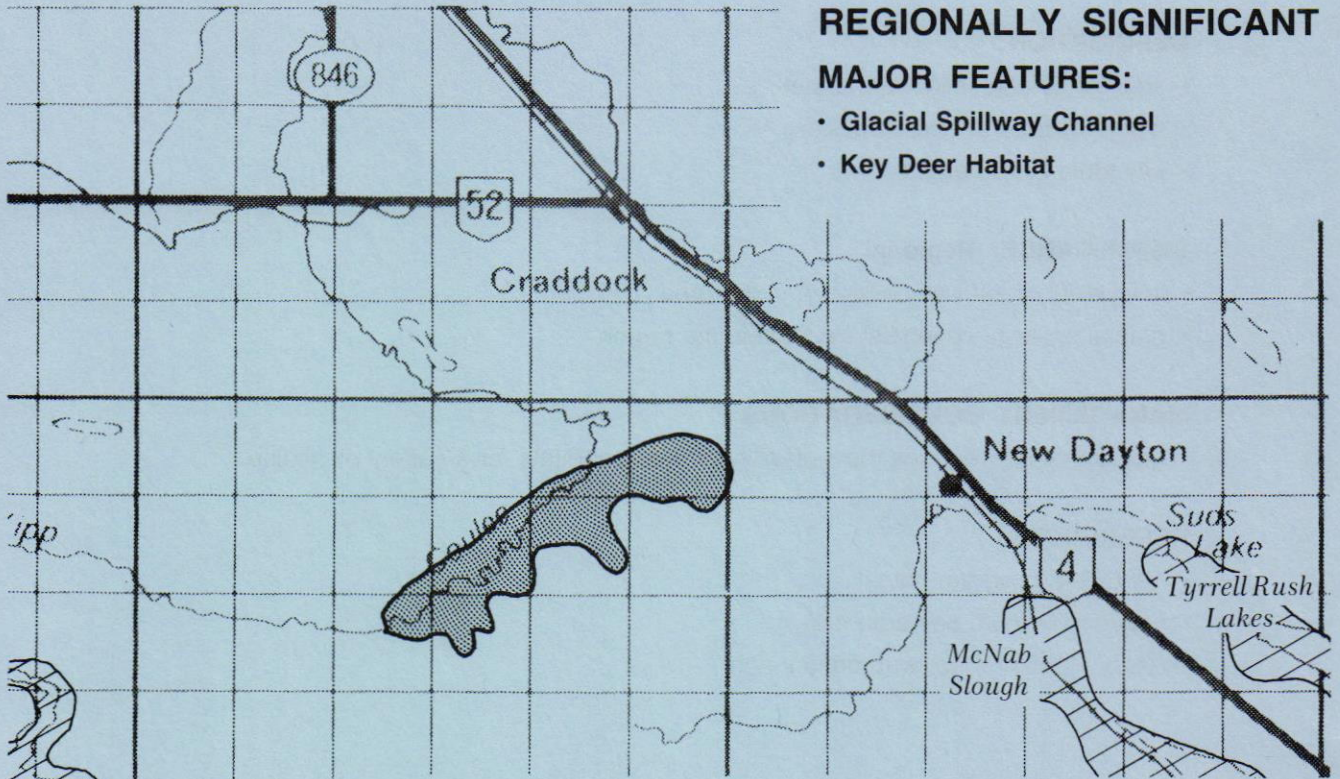 REGIONALLY SIGNIFICANT
MAJOR FEATURES:
• Glacial Spillway Channel
• Key Deer Habitat
846
52
Craddock
New Dayton
Coulee
Suds
Lake
4
Tyrrell Rush
Lakes
McNab
Slough